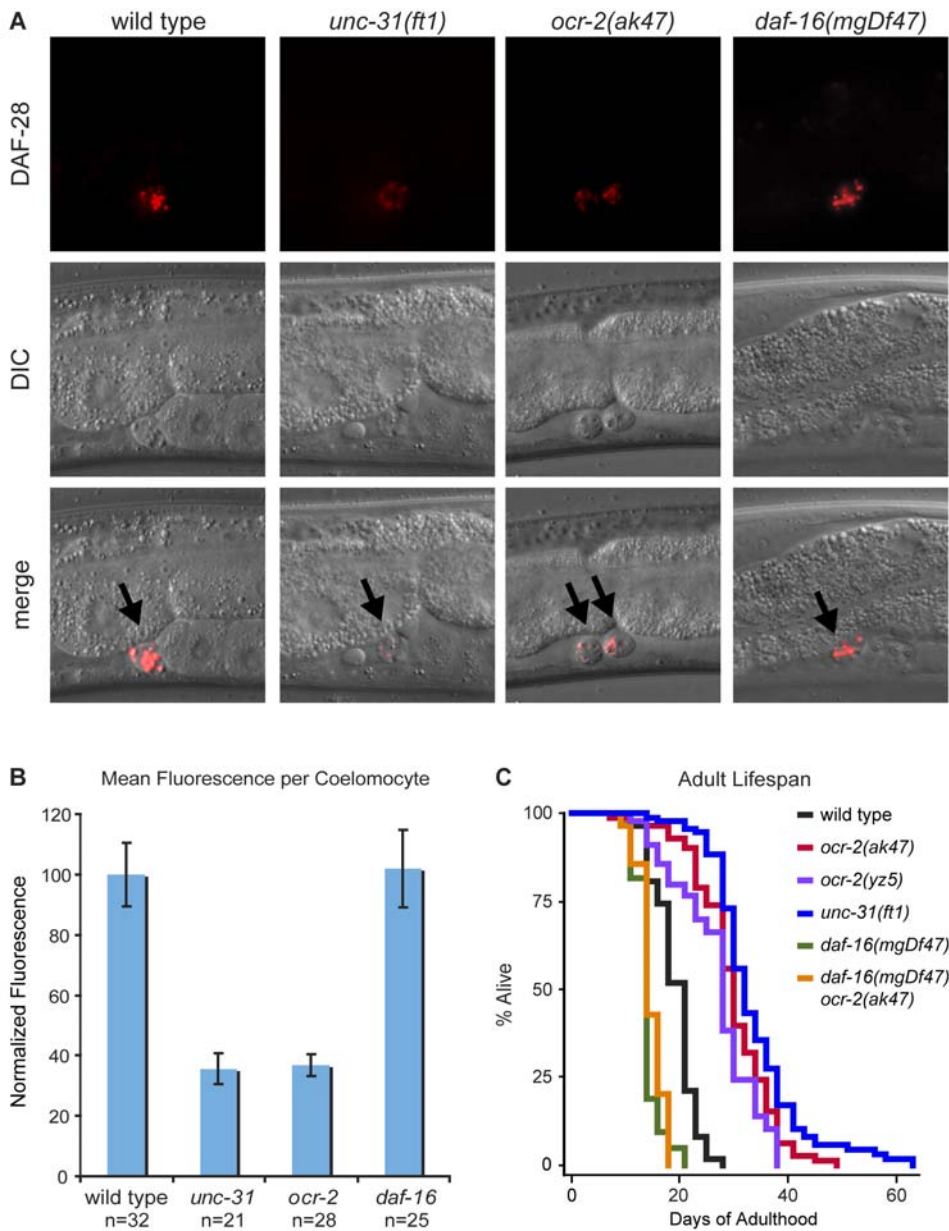 A
wild type unc-31(ft1) ocr-2(ak47) daf-16(mgDf47)
DAF-28
DIC
merge
B
Mean Fluorescence per Coelomocyte
Normalized Fluorescence
120
100
80
60
40
20
0
wild type unc-31 ocr-2 daf-16
n=32 n=21 n=28 n=25
C
Adult Lifespan
% Alive
100
75
50
25
0
0 20 40 60
Days of Adulthood
wild type
ocr-2(ak47)
ocr-2(yz5)
unc-31(ft1)
daf-16(mgDf47)
daf-16(mgDf47)
ocr-2(ak47)